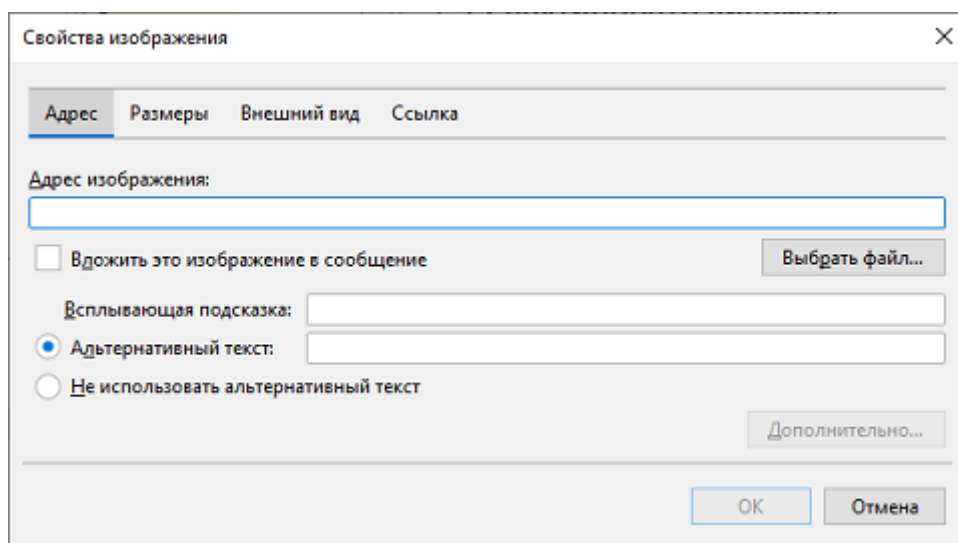 Свойства изображения
Адрес Размеры Внешний вид Ссылка
Адрес изображения:
Вложить это изображение в сообщение Выбрать файл...
Всплывающая подсказка:
Альтернативный текст:
Не использовать альтернативный текст
Дополнительно...
ОК Отмена